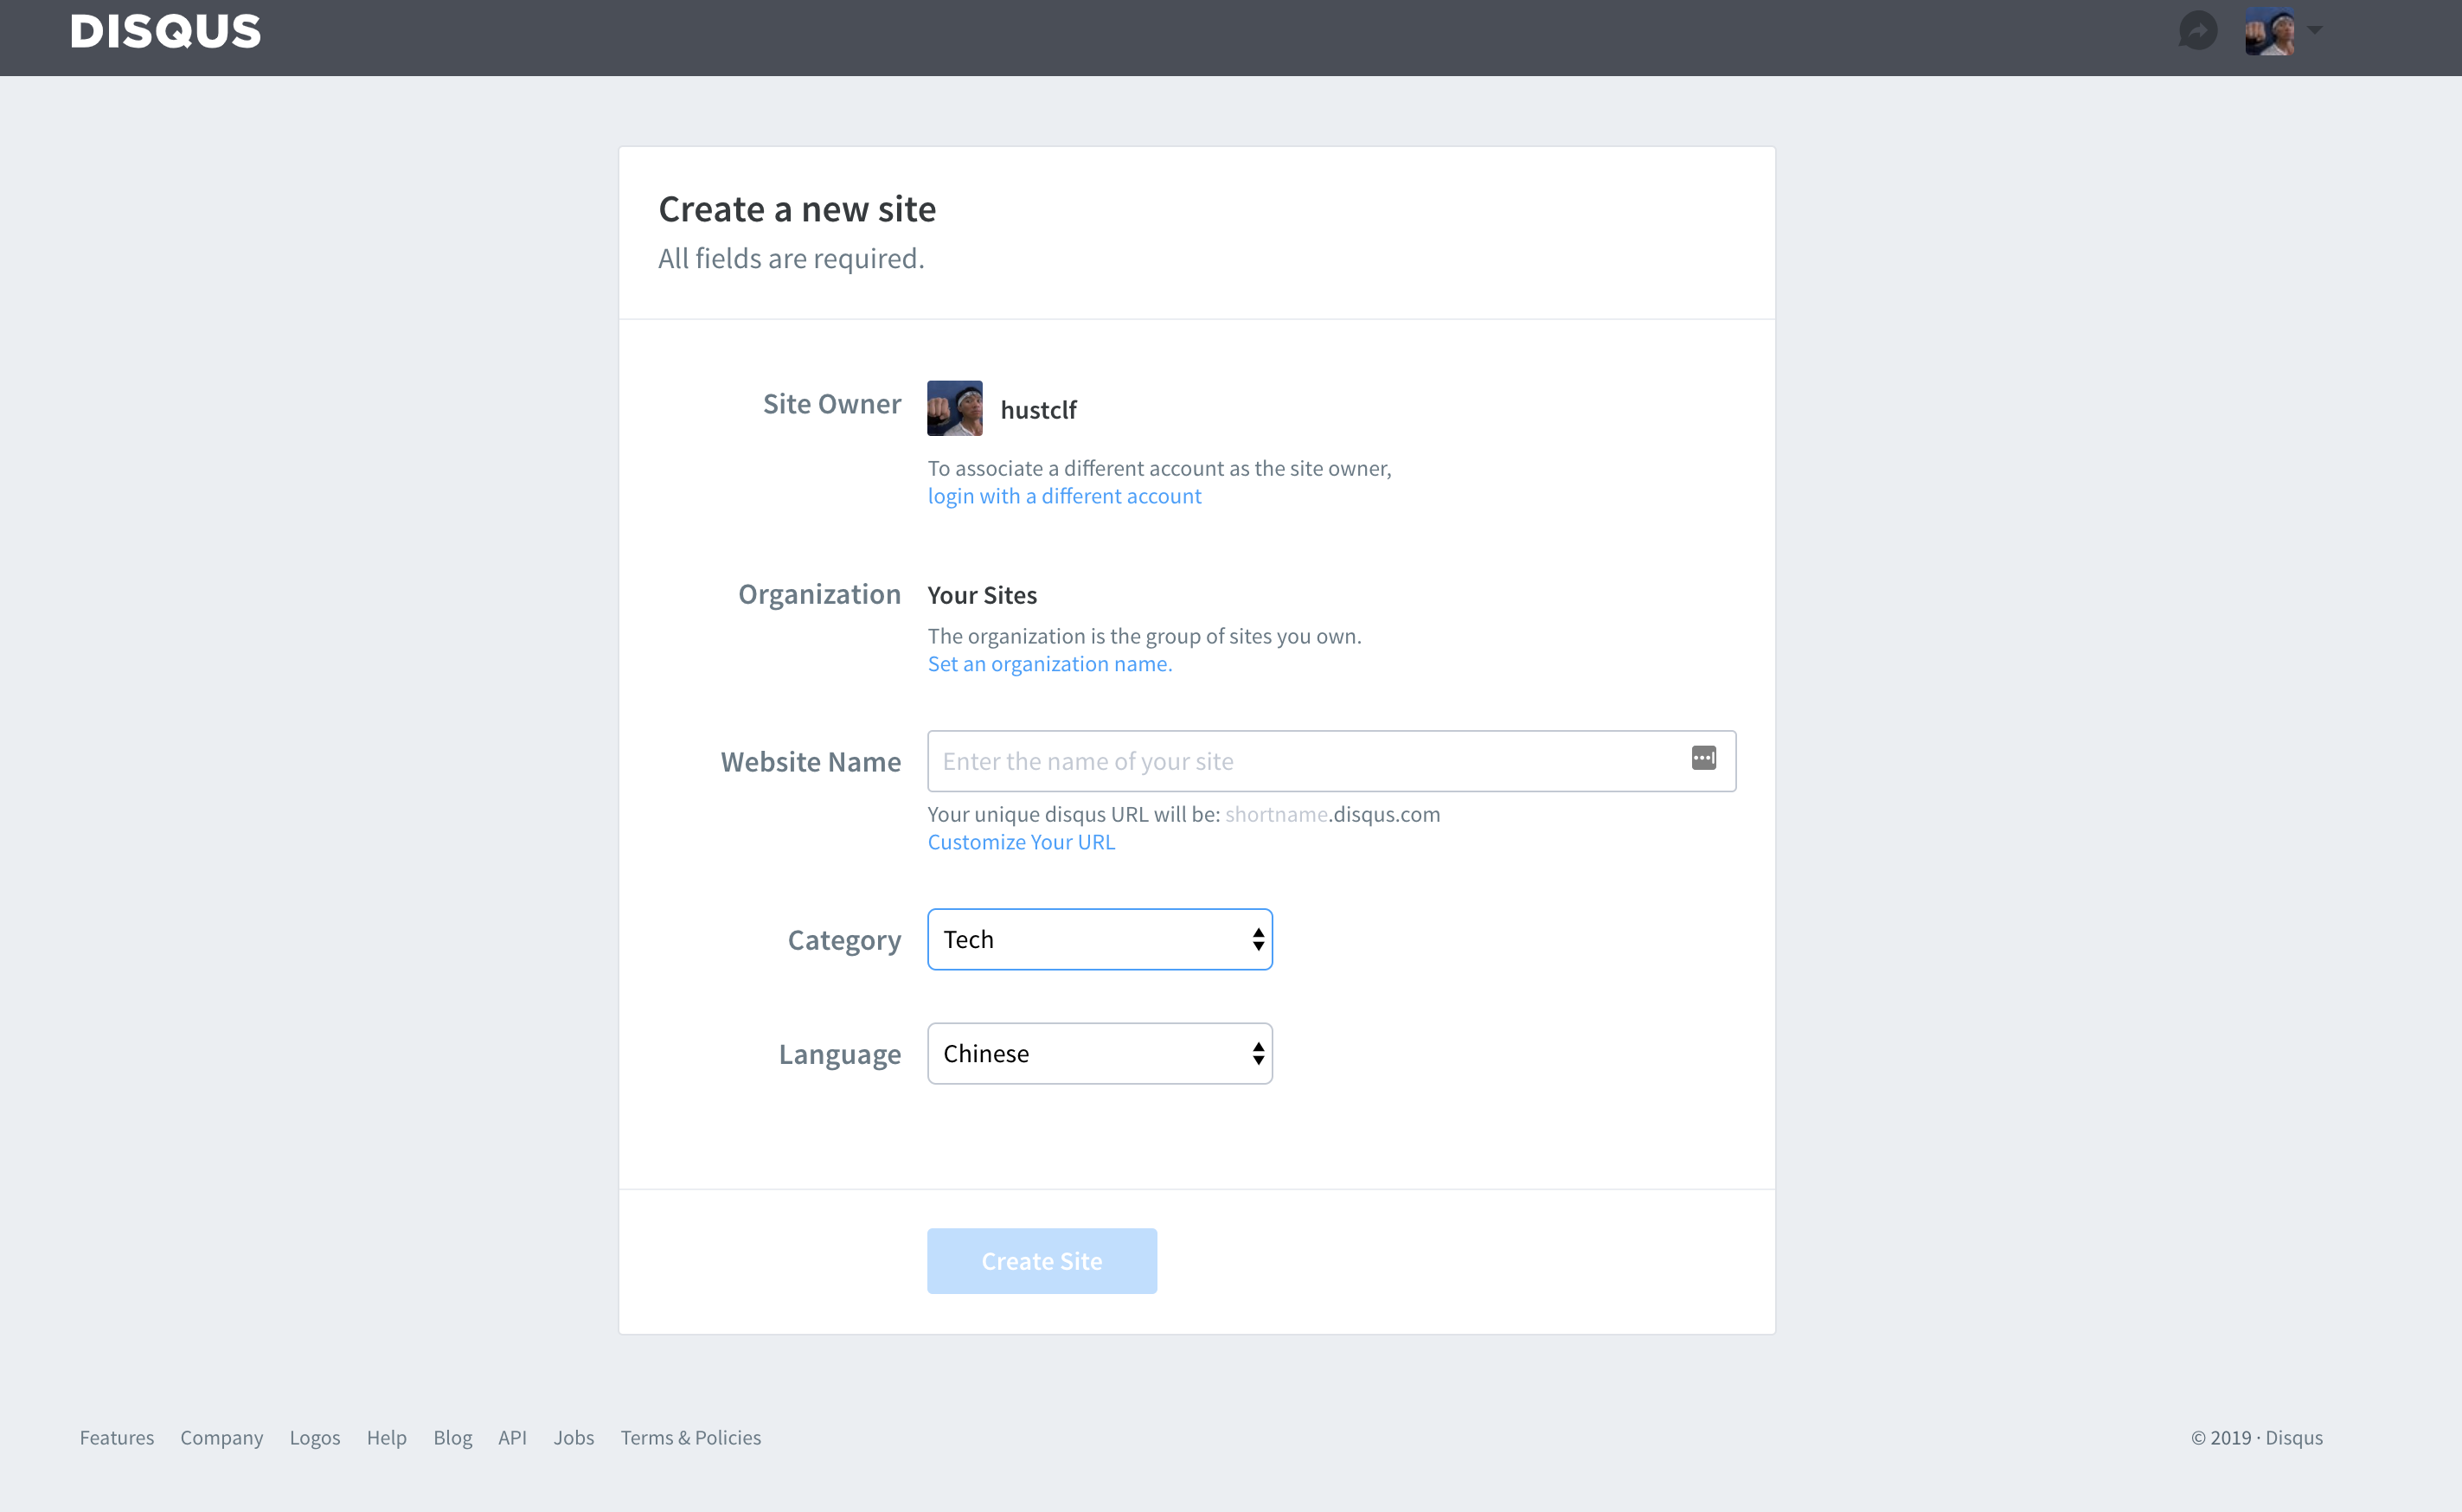 DISQUS
Create a new site
All fields are required.
Site Owner
hustclf
To associate a different account as the site owner,
login with a different account
Organization
Your Sites
The organization is the group of sites you own.
Set an organization name.
Website Name
Enter the name of your site
Your unique disqus URL will be: shortname.disqus.com
Customize Your URL
Category
Tech
Language
Chinese
Create Site
Features Company Logos Help Blog API Jobs Terms & Policies
© 2019 · Disqus